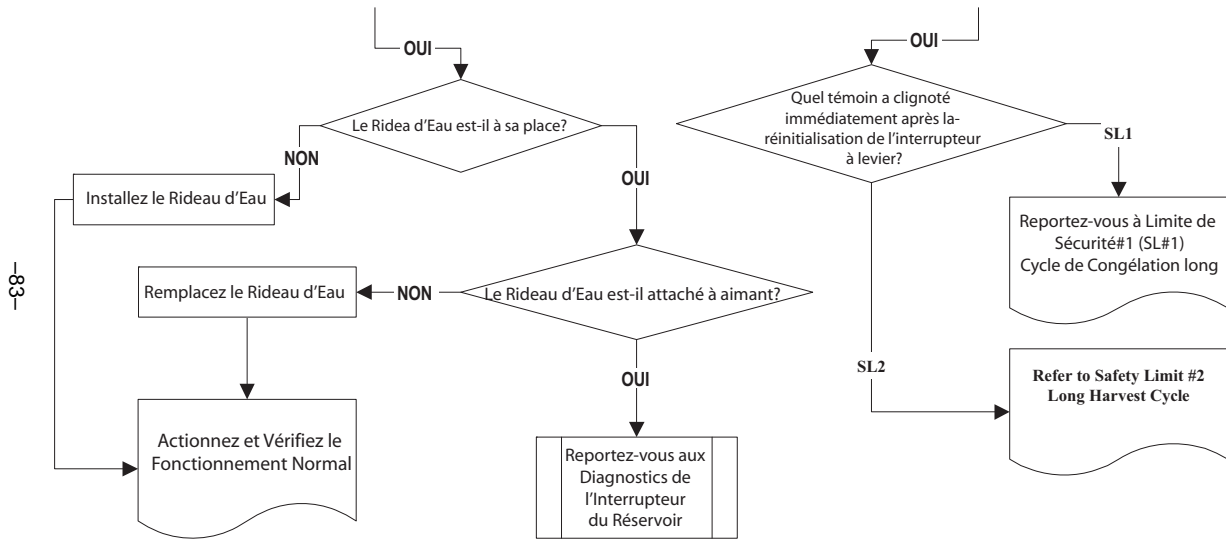 OUI
Le Ridea d'Eau est-il à sa place?
NON
OUI
Installez le Rideau d'Eau
Remplacez le Rideau d'Eau
NON
Le Rideau d'Eau est-il attaché à aimant?
OUI
Actionnez et Vérifiez le
Fonctionnement Normal
Reportez-vous aux
Diagnostics de
l'Interrupteur
du Réservoir
OUI
Quel témoin a clignoté
immédiatement après la-
réinitialisation de l'interrupteur
à levier?
SL1
Reportez-vous à Limite de
Sécurité#1 (SL#1)
Cycle de Congélation long
SL2
Refer to Safety Limit #2
Long Harvest Cycle
–83–